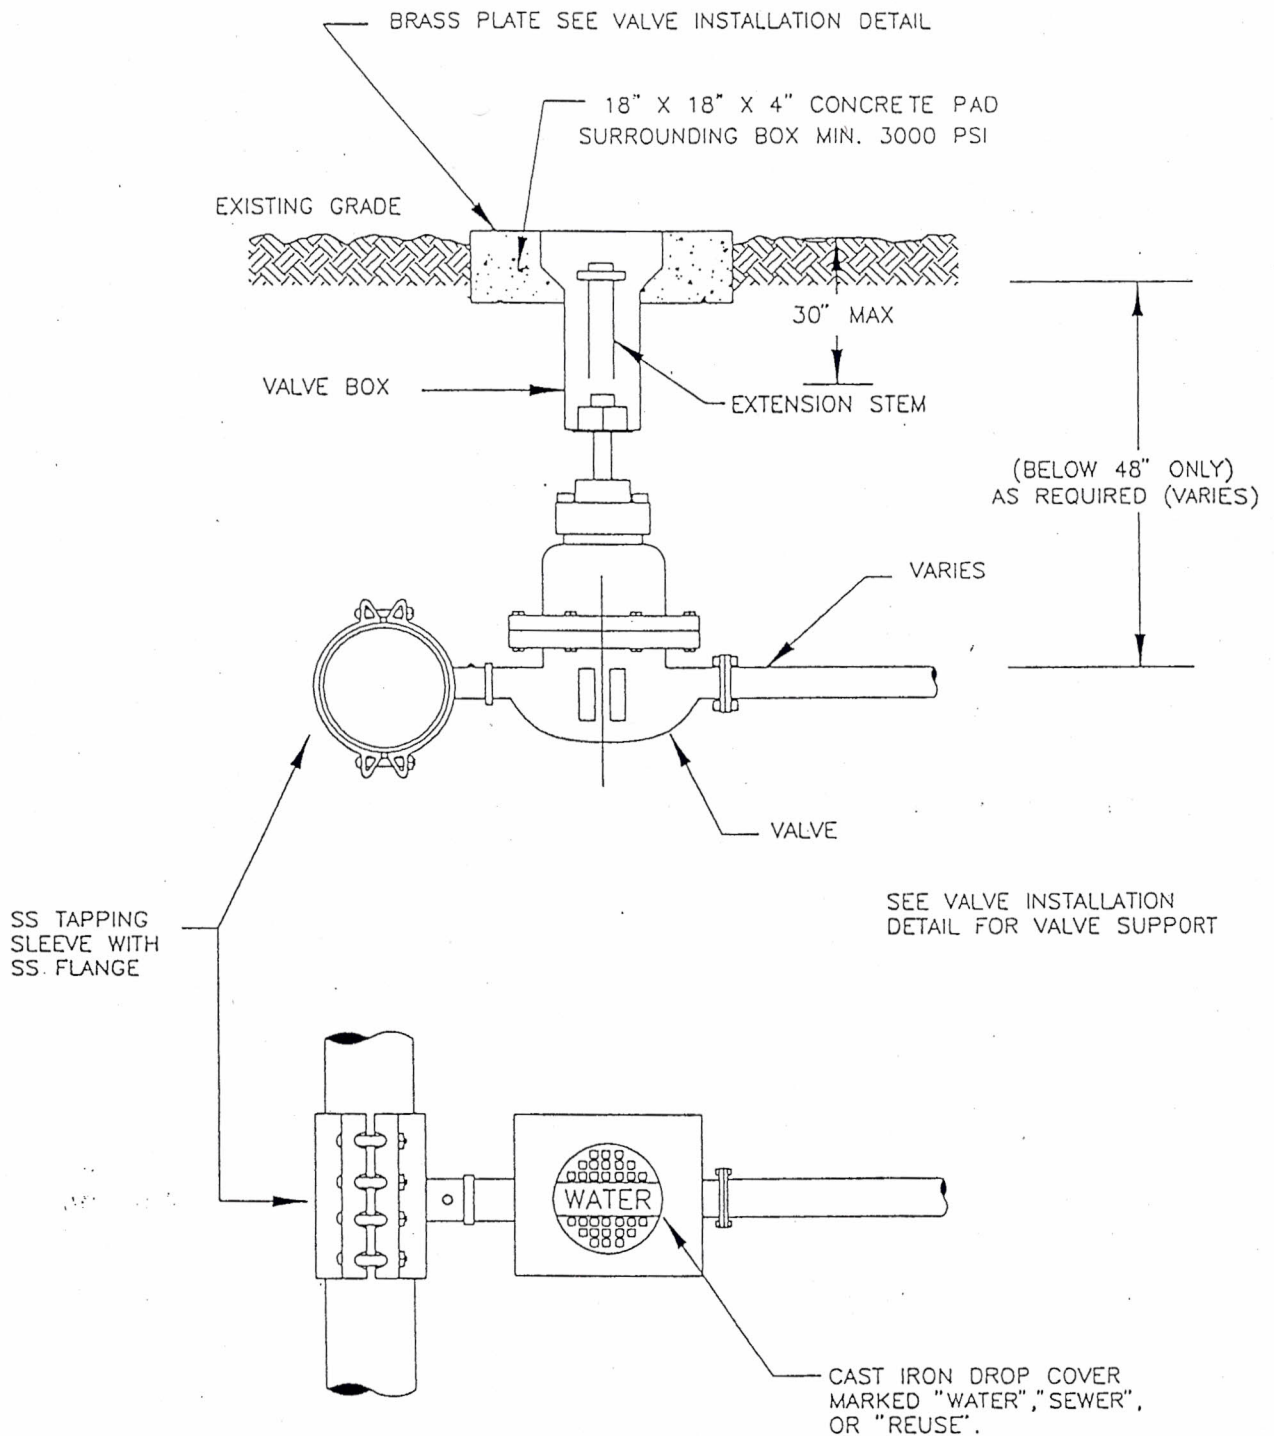 BRASS PLATE SEE VALVE INSTALLATION DETAIL
18" X 18" X 4" CONCRETE PAD
SURROUNDING BOX MIN. 3000 PSI
EXISTING GRADE
30" MAX
VALVE BOX
EXTENSION STEM
(BELOW 48" ONLY)
AS REQUIRED (VARIES)
VARIES
VALVE
SEE VALVE INSTALLATION
DETAIL FOR VALVE SUPPORT
SS TAPPING
SLEEVE WITH
SS. FLANGE
WATER
CAST IRON DROP COVER
MARKED "WATER","SEWER",
OR "REUSE".